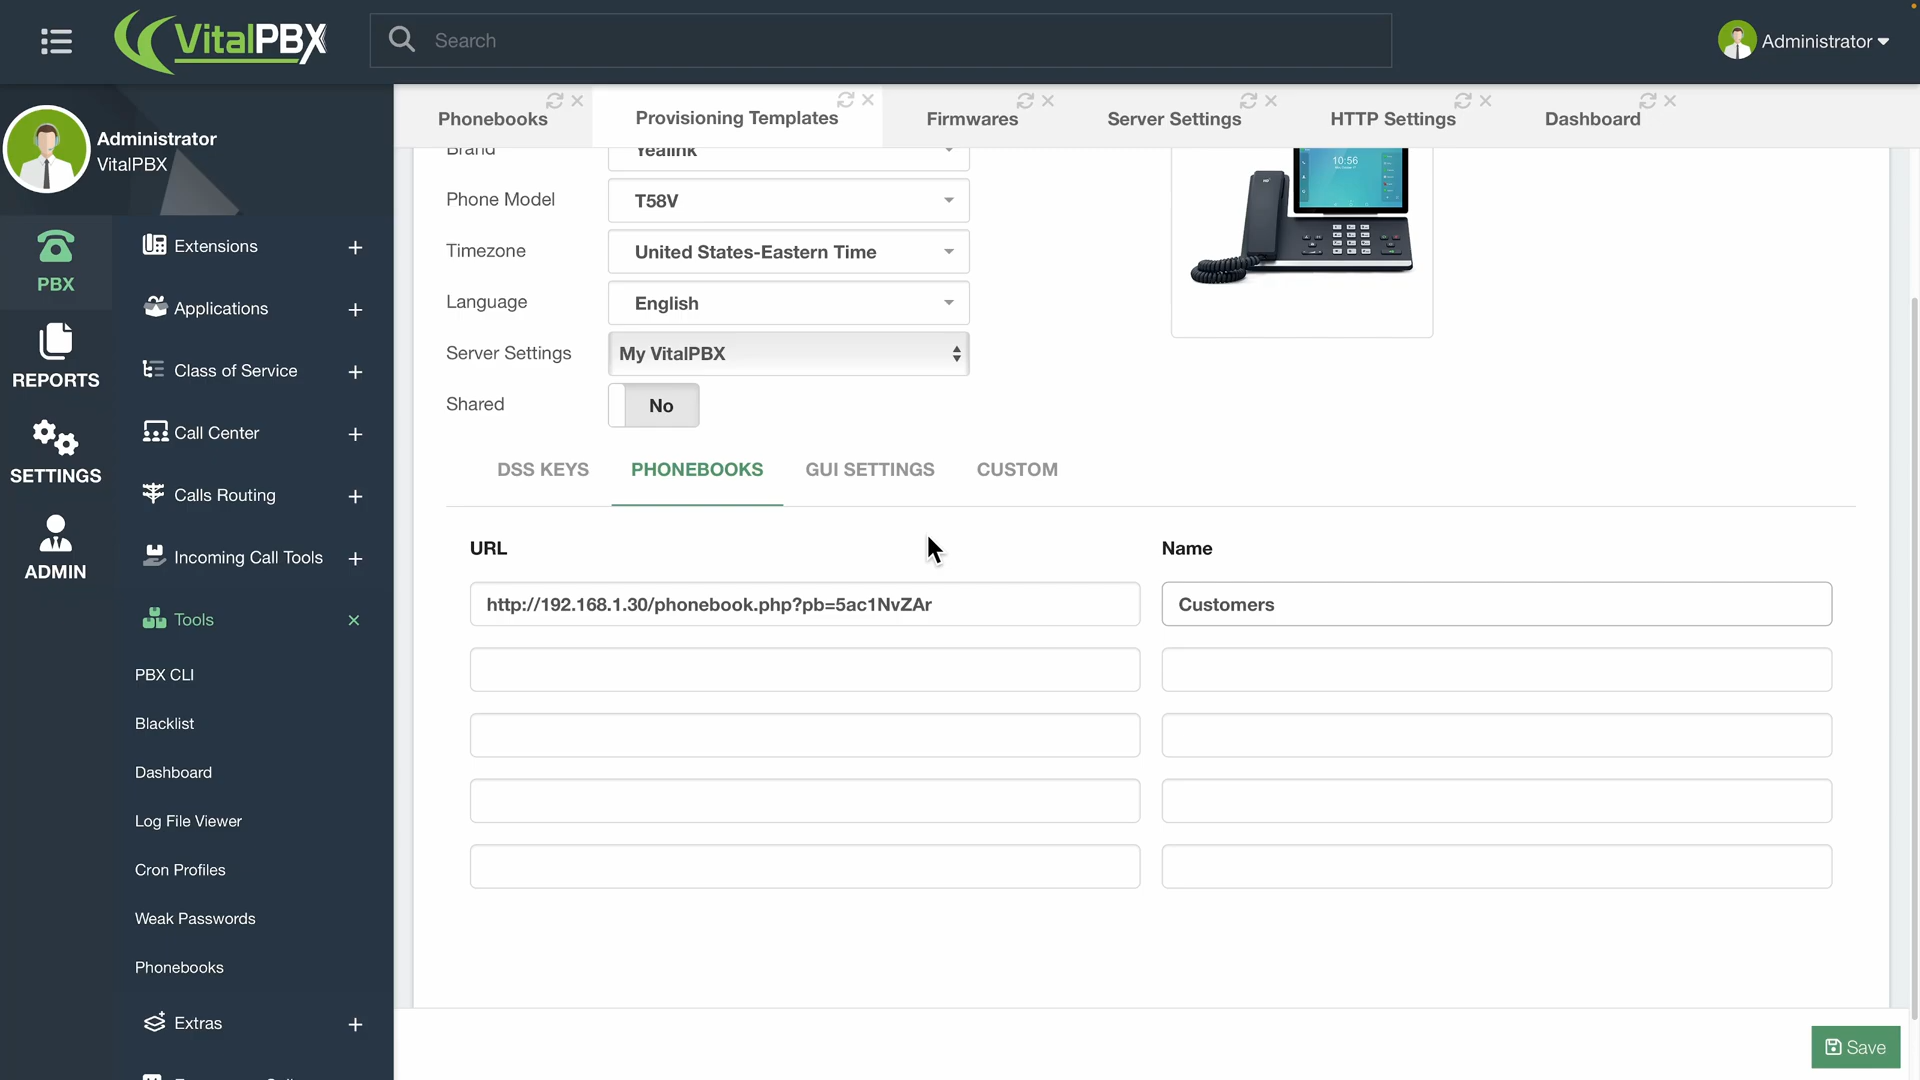 VitalPBX
Search
Administrator
Administrator
VitalPBX
PBX
REPORTS
SETTINGS
ADMIN
Extensions
Applications
Class of Service
Call Center
Calls Routing
Incoming Call Tools
Tools
PBX CLI
Blacklist
Dashboard
Log File Viewer
Cron Profiles
Weak Passwords
Phonebooks
Extras
Phonebooks
Provisioning Templates
Firmwares
Server Settings
HTTP Settings
Dashboard
Brand
Yealink
Phone Model
T58V
Timezone
United States-Eastern Time
Language
English
Server Settings
My VitalPBX
Shared
No
10:56
DSS KEYS
PHONEBOOKS
GUI SETTINGS
CUSTOM
URL
Name
http://192.168.1.30/phonebook.php?pb=5ac1NvZAr
Customers
Save